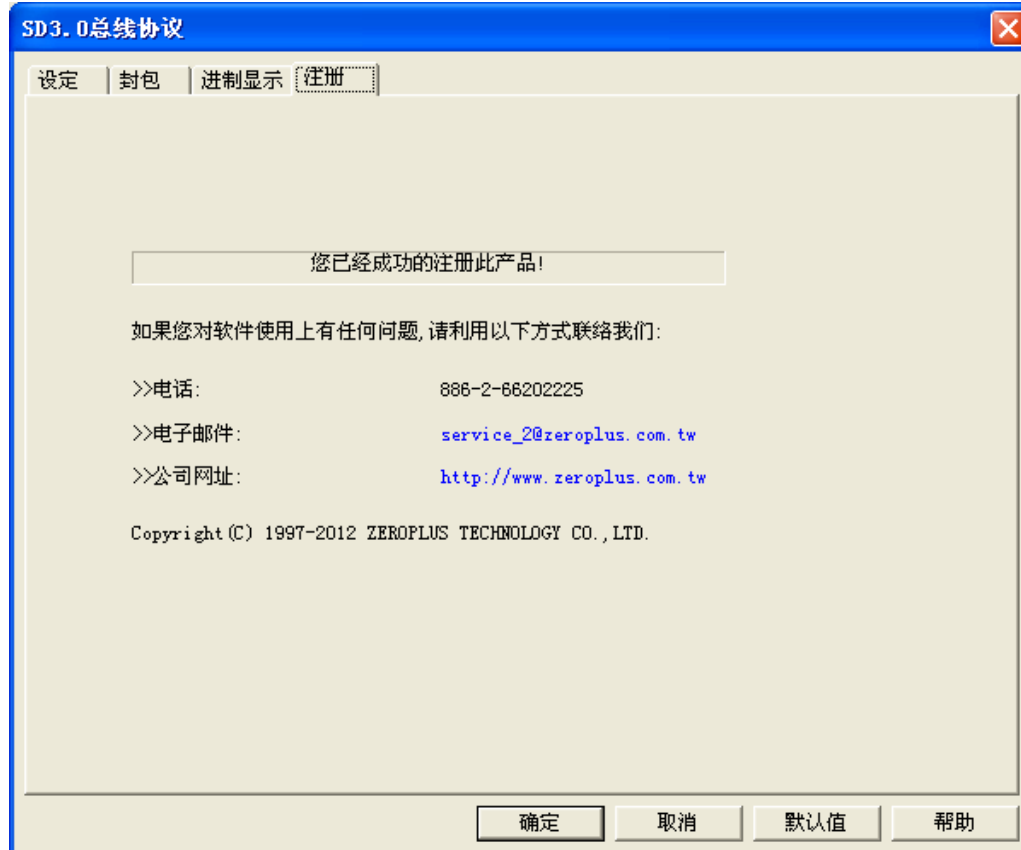 SD3.0总线协议
设定 封包 进制显示 注册
您已经成功的注册此产品!
如果您对软件使用上有任何问题,请利用以下方式联络我们:
>>电话: 886-2-66202225
>>电子邮件: service_2@zeroplus.com.tw
>>公司网址: http://www.zeroplus.com.tw
Copyright(C) 1997-2012 ZEROPLUS TECHNOLOGY CO.,LTD.
确定 取消 默认值 帮助